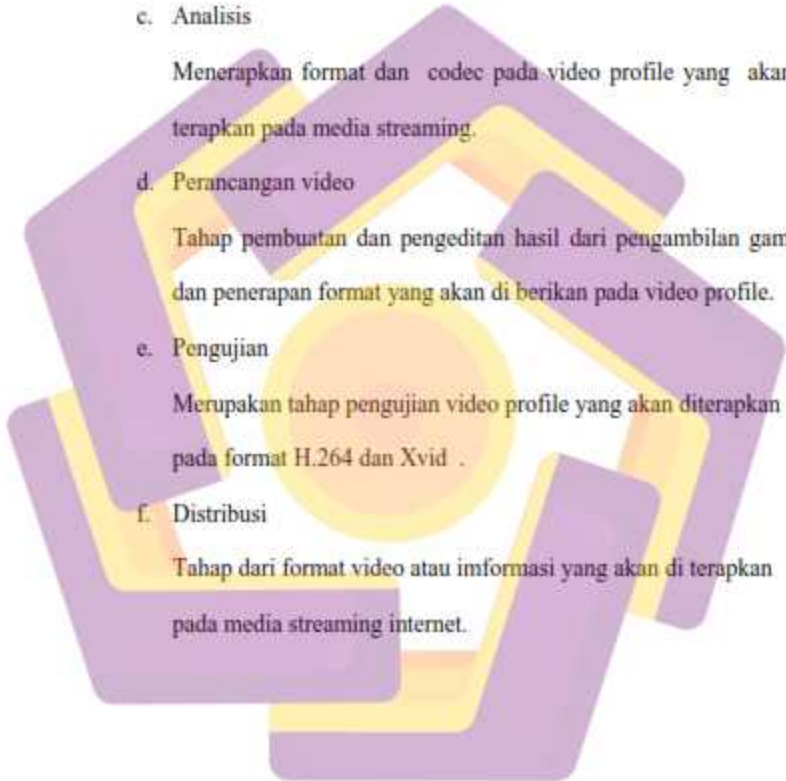 c. Analisis
Menerapkan format dan codec pada video profile yang akan
terapkan pada media streaming.
d. Perancangan video
Tahap pembuatan dan pengeditan hasil dari pengambilan gam
dan penerapan format yang akan di berikan pada video profile.
e. Pengujian
Merupakan tahap pengujian video profile yang akan diterapkan
pada format H.264 dan Xvid .
f. Distribusi
Tahap dari format video atau imformasi yang akan di terapkan
pada media streaming internet.